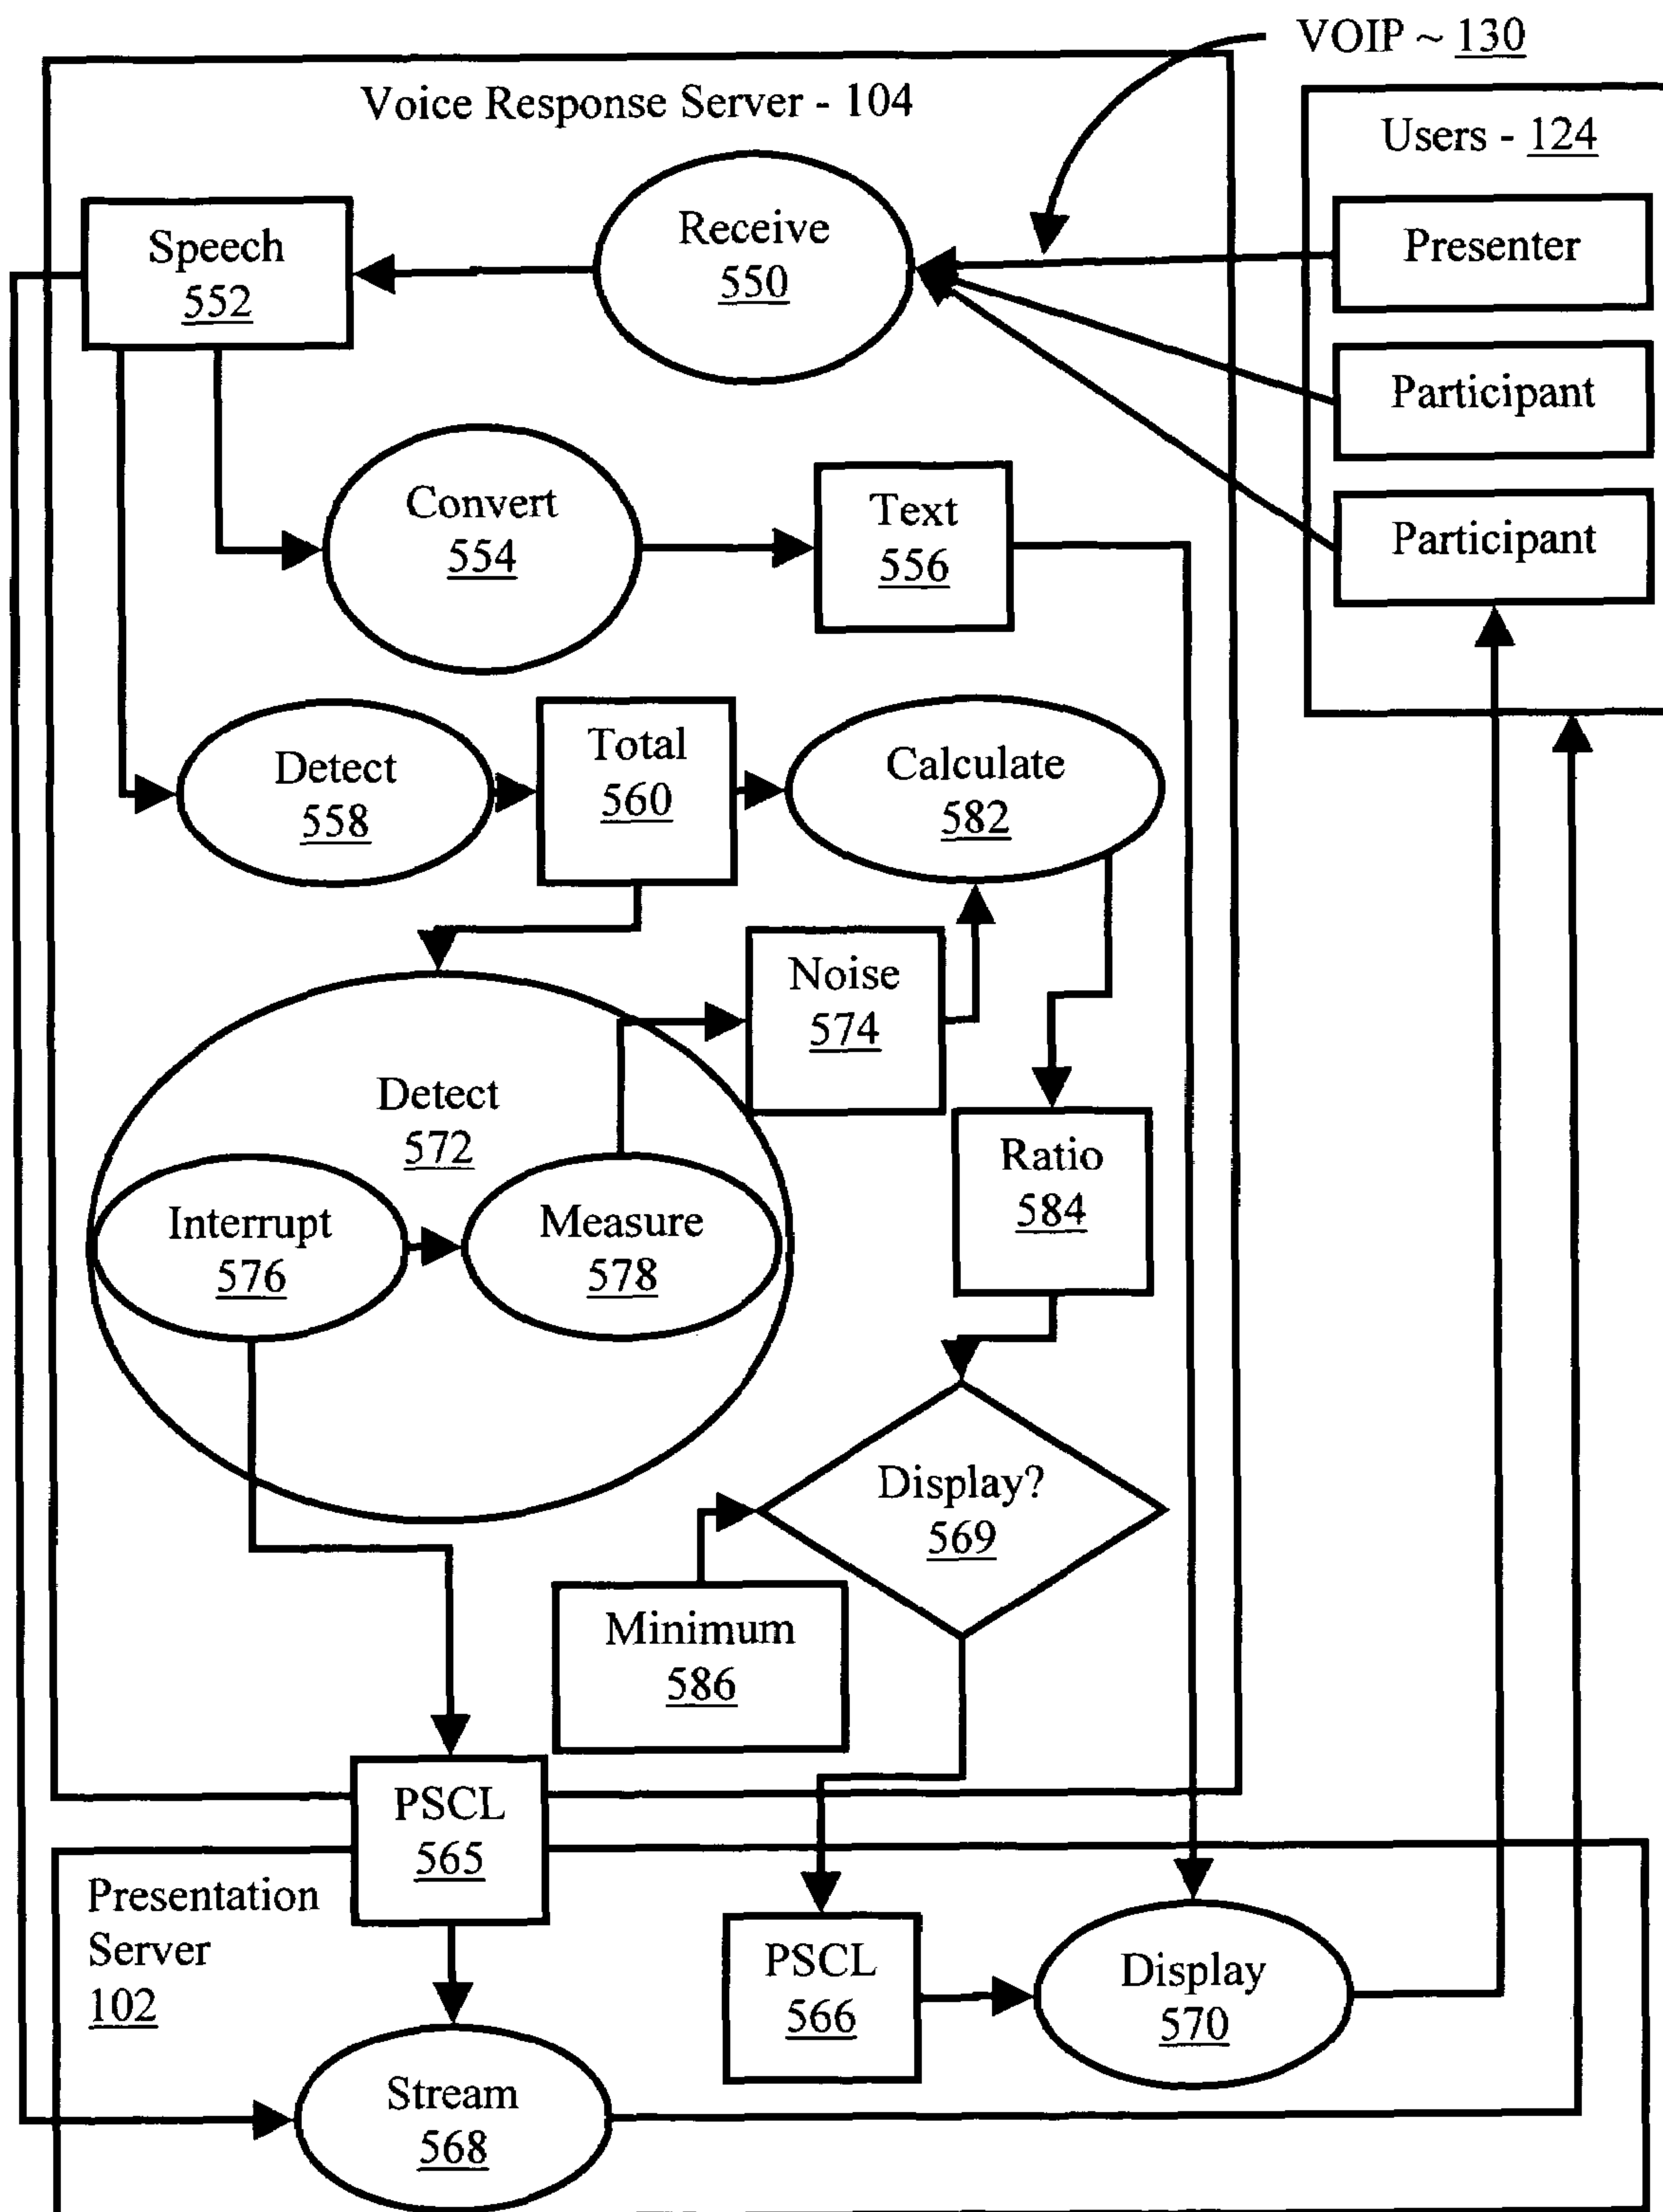 VOIP ~ 130
Voice Response Server - 104
Users - 124
Presenter
Participant
Participant
Receive
550
Speech
552
Convert
554
Text
556
Detect
558
Total
560
Calculate
582
Noise
574
Detect
572
Interrupt
576
Measure
578
Ratio
584
Display?
569
Minimum
586
PSCL
565
Presentation
Server
102
PSCL
566
Display
570
Stream
568